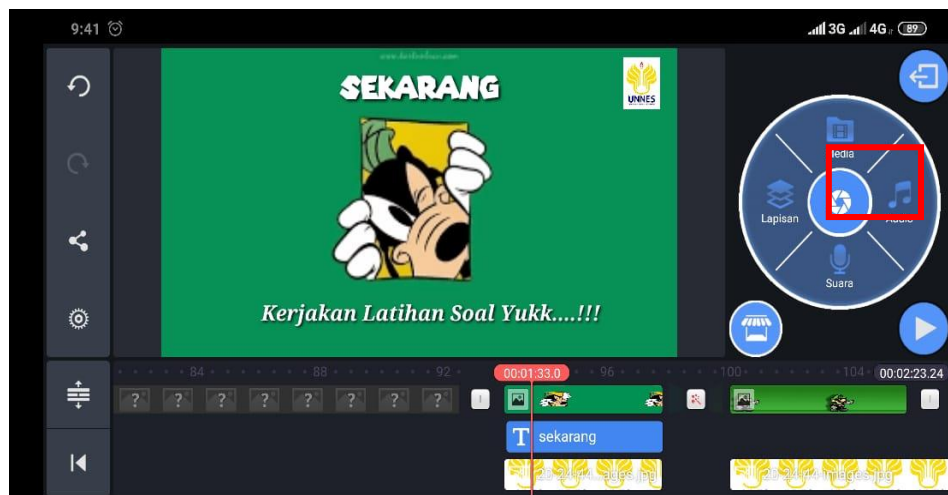 9:41
3G 4G 89
SEKARANG
UNNES
Media
Lapisan
Audio
Suara
Kerjakan Latihan Soal Yukk....!!!
84 88 92 00:01:33.0 96 100 104 00:02:23.24
? ? ? ? ? ? ? ?
T sekarang